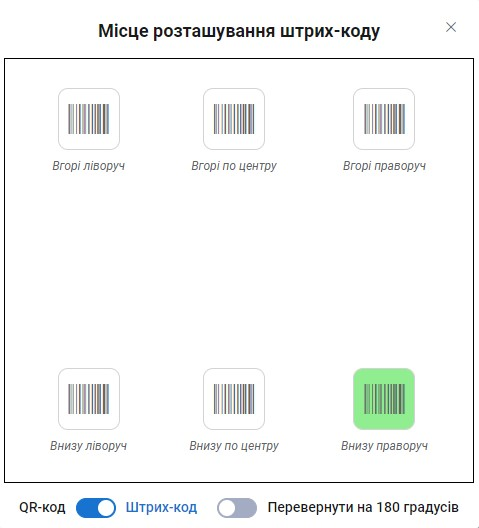 Місце розташування штрих-коду
Вгорі ліворуч
Вгорі по центру
Вгорі праворуч
Внизу ліворуч
Внизу по центру
Внизу праворуч
QR-код Штрих-код Перевернути на 180 градусів